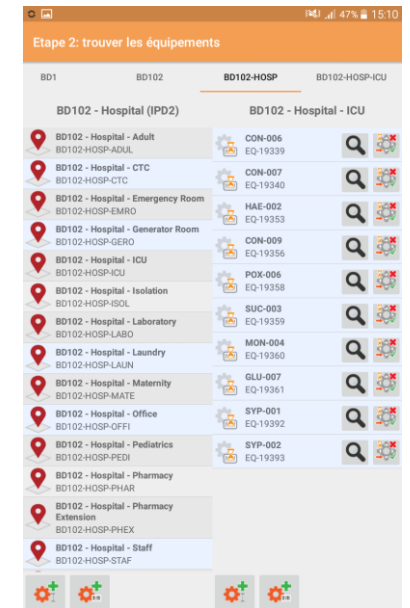 47% 15:10
Etape 2: trouver les équipements
BD1
BD102
BD102-HOSP
BD102-HOSP-ICU
BD102 - Hospital (IPD2)
BD102 - Hospital - Adult
BD102-HOSP-ADUL
BD102 - Hospital - CTC
BD102-HOSP-CTC
BD102 - Hospital - Emergency Room
BD102-HOSP-EMRO
BD102 - Hospital - Generator Room
BD102-HOSP-GERO
BD102 - Hospital - ICU
BD102-HOSP-ICU
BD102 - Hospital - Isolation
BD102-HOSP-ISOL
BD102 - Hospital - Laboratory
BD102-HOSP-LABO
BD102 - Hospital - Laundry
BD102-HOSP-LAUN
BD102 - Hospital - Maternity
BD102-HOSP-MATE
BD102 - Hospital - Office
BD102-HOSP-OFFI
BD102 - Hospital - Pediatrics
BD102-HOSP-PEDI
BD102 - Hospital - Pharmacy
BD102-HOSP-PHAR
BD102 - Hospital - Pharmacy
Extension
BD102-HOSP-PHEX
BD102 - Hospital - Staff
BD102-HOSP-STAF
BD102 - Hospital - ICU
CON-006
EQ-19339
CON-007
EQ-19340
HAE-002
EQ-19353
CON-009
EQ-19356
POX-006
EQ-19358
SUC-003
EQ-19359
MON-004
EQ-19360
GLU-007
EQ-19361
SYP-001
EQ-19392
SYP-002
EQ-19393